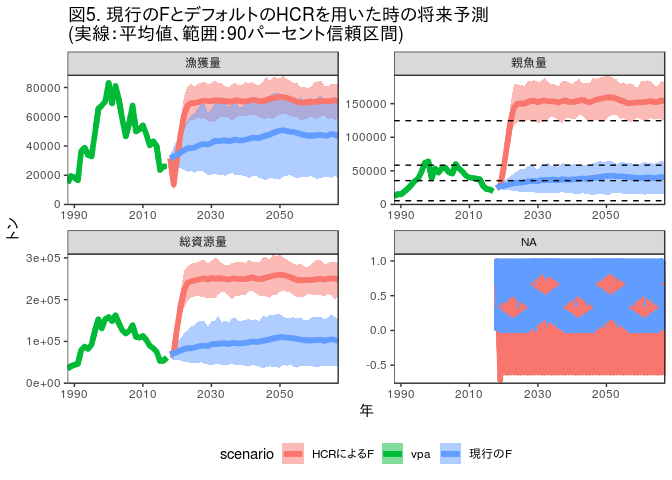 図5. 現行のFとデフォルトのHCRを用いた時の将来予測
(実線：平均値、範囲：90パーセント信頼区間)
漁獲量
親魚量
80000
60000
40000
20000
0
1990
2010
2030
2050
150000
100000
50000
0
1990
2010
2030
2050
トン
総資源量
NA
3e+05
2e+05
1e+05
0e+00
1990
2010
2030
2050
1.0
0.5
0.0
-0.5
1990
2010
2030
2050
年
scenario
HCRによるF
vpa
現行のF